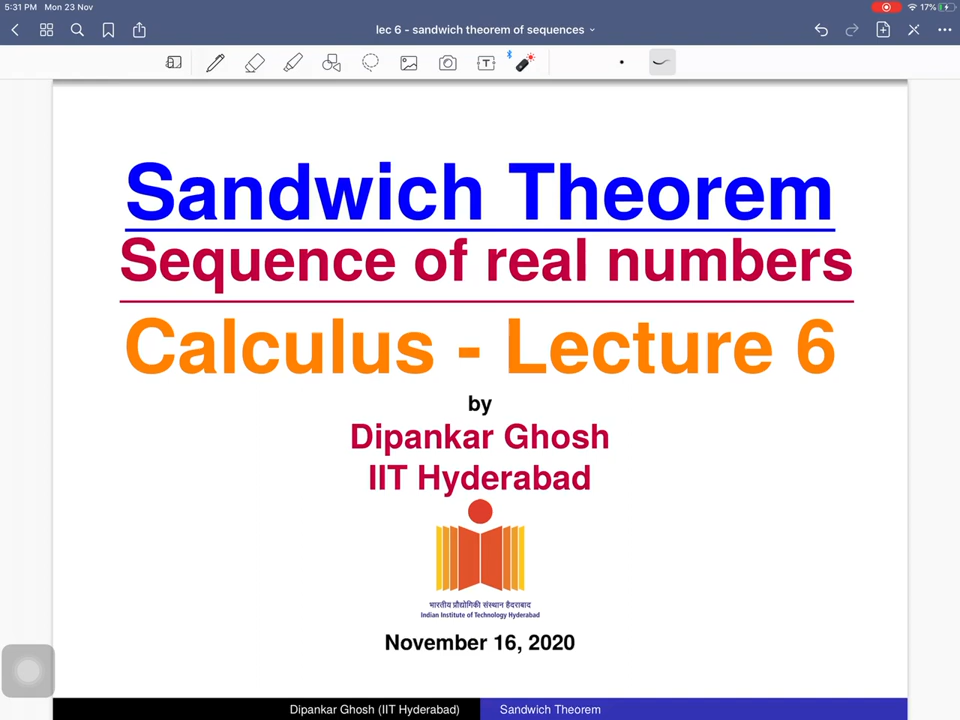 5:31 PM Mon 23 Nov
17%
lec 6 - sandwich theorem of sequences
T
Sandwich Theorem
Sequence of real numbers
Calculus - Lecture 6
by
Dipankar Ghosh
IIT Hyderabad
भारतीय प्रौद्योगिकी संस्थान हैदराबाद
Indian Institute of Technology Hyderabad
November 16, 2020
Dipankar Ghosh (IIT Hyderabad)
Sandwich Theorem